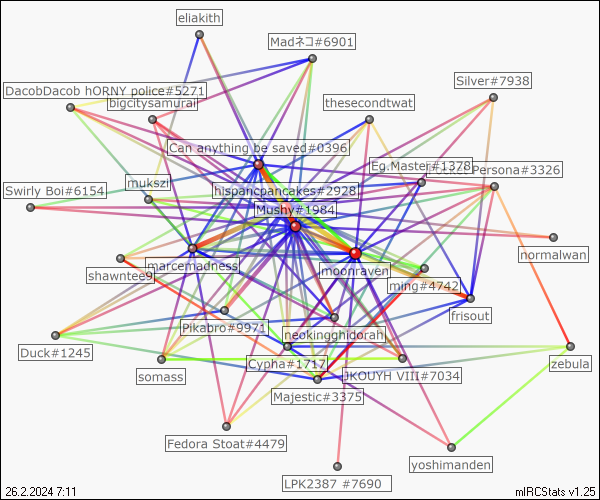 eliakith
Madネコ#6901
Silver#7938
DacobDacob hORNY police#5271
bigcitysamurai
thesecondtwat
Can anything be saved#0396
Eg.Master#1378
Persona#3326
Swirly Boi#6154
mukszil
hispanicpancakes#2928
Mushy#1984
normalwan
shawntee9
marcemadness
moonraven
ming#4742
frisout
Pikabro#9971
neokingghidorah
Duck#1245
somass
Cypha#1717
JKOUYH VIII#7034
zebula
Majestic#3375
Fedora Stoat#4479
yoshimanden
LPK2387 #7690
26.2.2024 7:11
mIRCStats v1.25